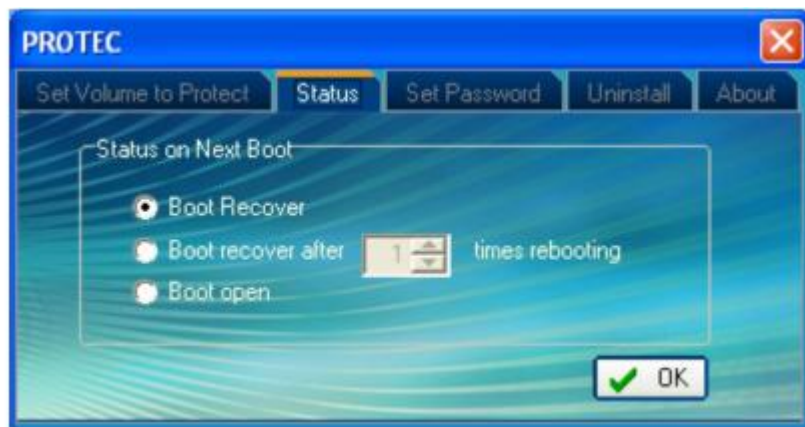 PROTEC
Set Volume to Protect Status Set Password Uninstall About
Status on Next Boot
Boot Recover
Boot recover after 1 times rebooting
Boot open
OK